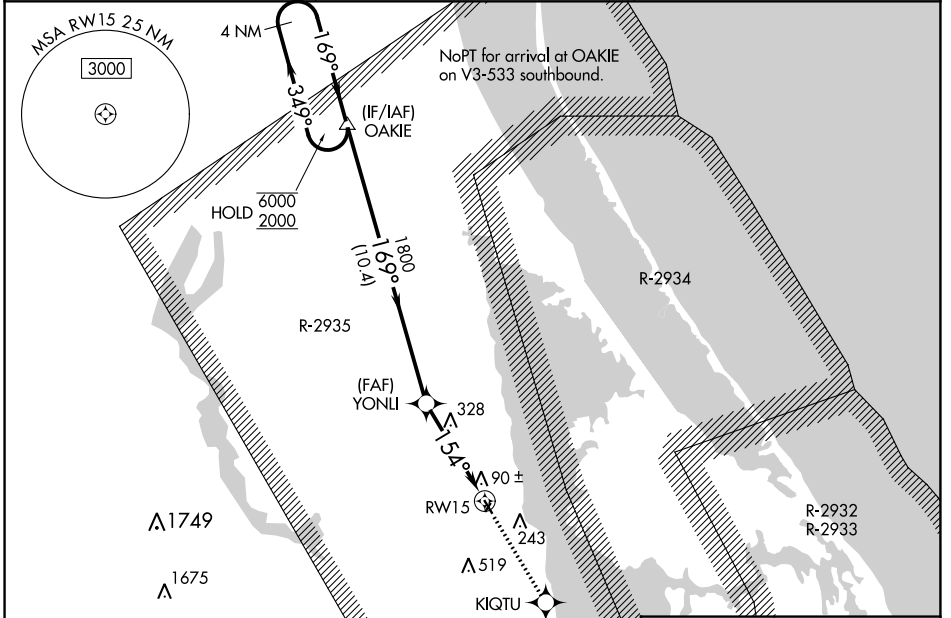 MSA RW15 25 NM
3000
4 NM
169°
349°
NoPT for arrival at OAKIE
on V3-533 southbound.
(IF/IAF)
OAKIE
HOLD 6000
2000
1800
169°
(10.4)
R-2934
R-2935
(FAF)
YONLI
328
154°
90 ±
RW15
1749
243
R-2932
R-2933
519
1675
KIQTU